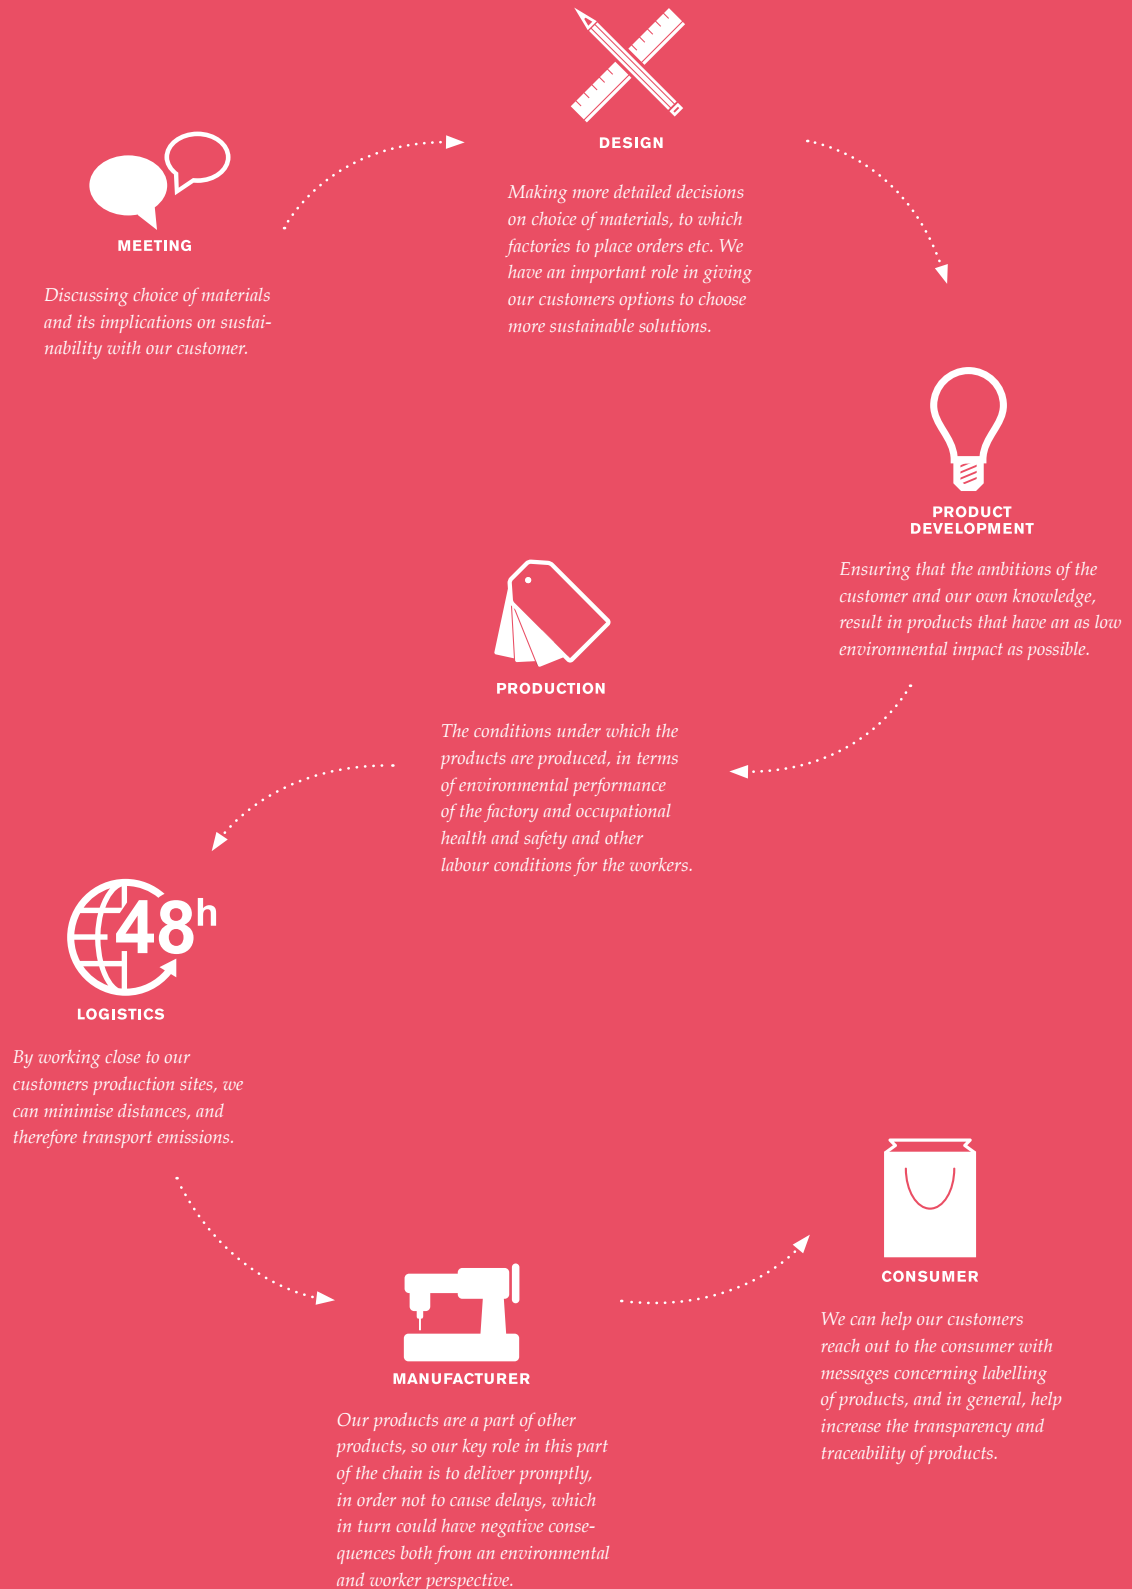 DESIGN
Making more detailed decisions
on choice of materials, to which
factories to place orders etc. We
have an important role in giving
our customers options to choose
more sustainable solutions.
MEETING
Discussing choice of materials
and its implications on sustai-
nability with our customer.
PRODUCT
DEVELOPMENT
Ensuring that the ambitions of the
customer and our own knowledge,
result in products that have an as low
environmental impact as possible.
PRODUCTION
The conditions under which the
products are produced, in terms
of environmental performance
of the factory and occupational
health and safety and other
labour conditions for the workers.
48h
LOGISTICS
By working close to our
customers production sites, we
can minimise distances, and
therefore transport emissions.
MANUFACTURER
Our products are a part of other
products, so our key role in this part
of the chain is to deliver promptly,
in order not to cause delays, which
in turn could have negative conse-
quences both from an environmental
and worker perspective.
CONSUMER
We can help our customers
reach out to the consumer with
messages concerning labelling
of products, and in general, help
increase the transparency and
traceability of products.